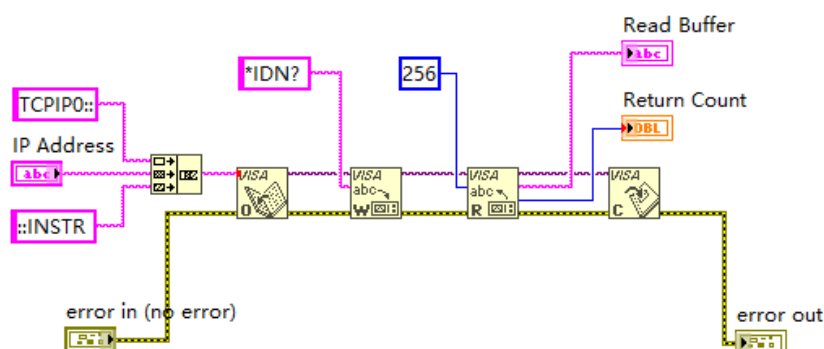 Read Buffer
abc
*IDN?
256
TCPIP0::
Return Count
DBL
IP Address
abc
VISA
O
VISA
abc
W
VISA
abc
R
VISA
C
::INSTR
error in (no error)
error out